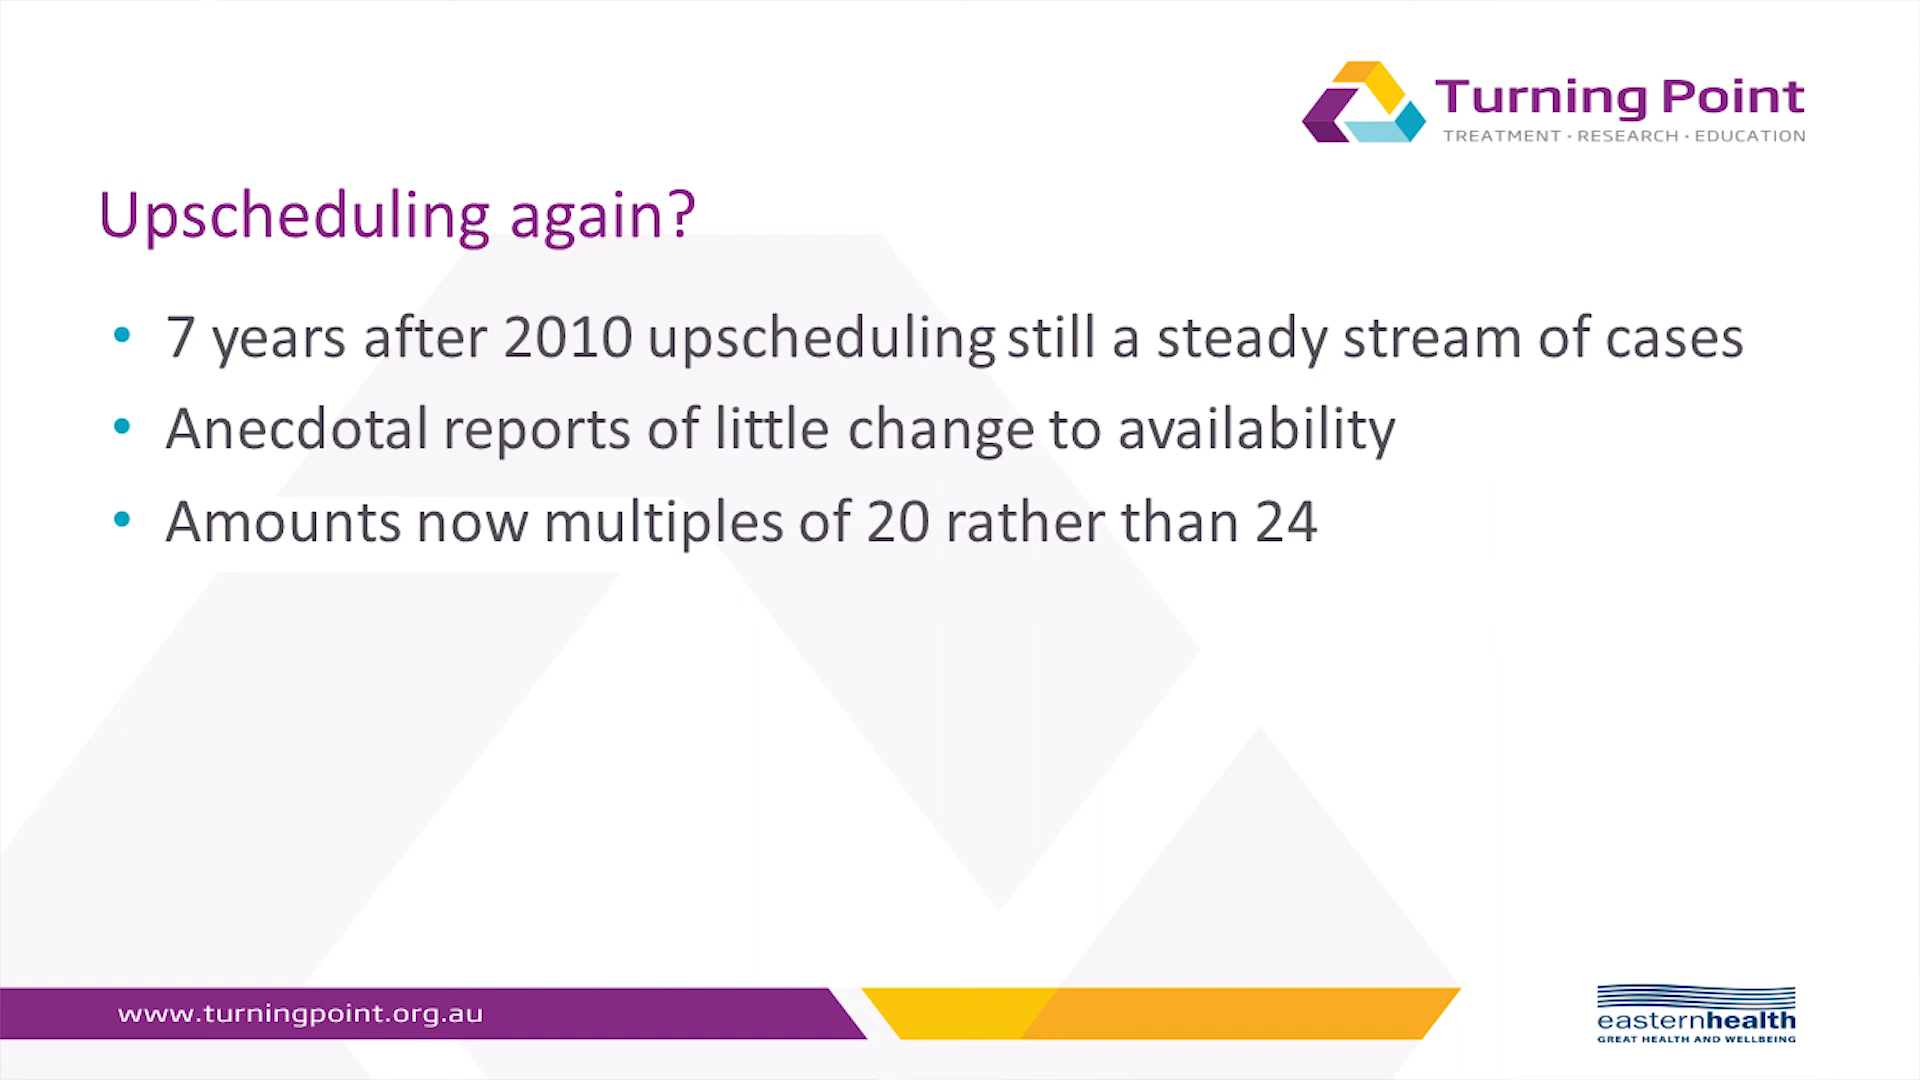 Turning Point
TREATMENT · RESEARCH · EDUCATION
Upscheduling again?
• 7 years after 2010 upscheduling still a steady stream of cases
• Anecdotal reports of little change to availability
• Amounts now multiples of 20 rather than 24
www.turningpoint.org.au
easternhealth
GREAT HEALTH AND WELLBEING